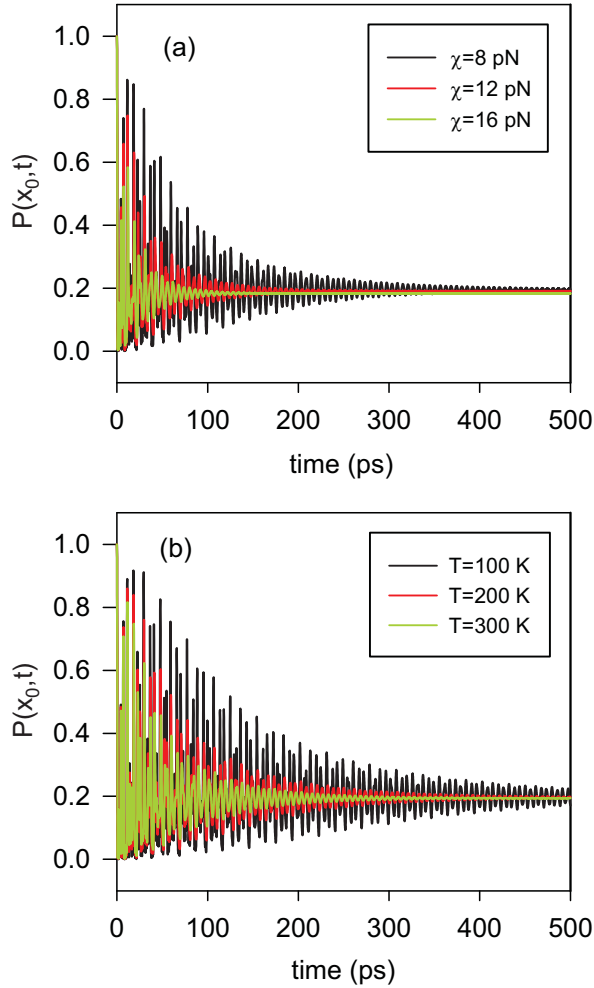 (a)
χ=8 pN
χ=12 pN
χ=16 pN
1.0
0.8
0.6
0.4
0.2
0.0
P(x₀,t)
0 100 200 300 400 500
time (ps)
(b)
T=100 K
T=200 K
T=300 K
1.0
0.8
0.6
0.4
0.2
0.0
P(x₀,t)
0 100 200 300 400 500
time (ps)